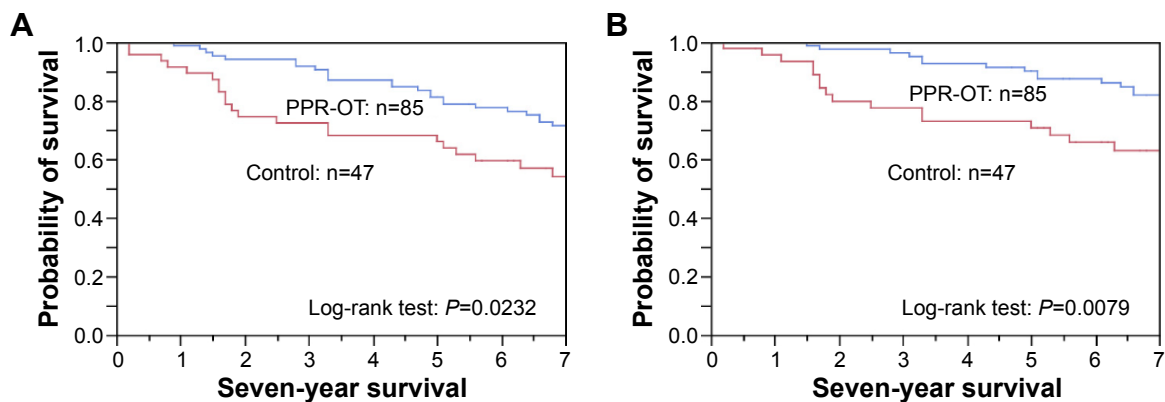 A
Probability of survival
1.0
0.8
0.6
0.4
0.2
0.0
PPR-OT: n=85
Control: n=47
Log-rank test: P=0.0232
0 1 2 3 4 5 6 7
Seven-year survival
B
Probability of survival
1.0
0.8
0.6
0.4
0.2
0.0
PPR-OT: n=85
Control: n=47
Log-rank test: P=0.0079
0 1 2 3 4 5 6 7
Seven-year survival